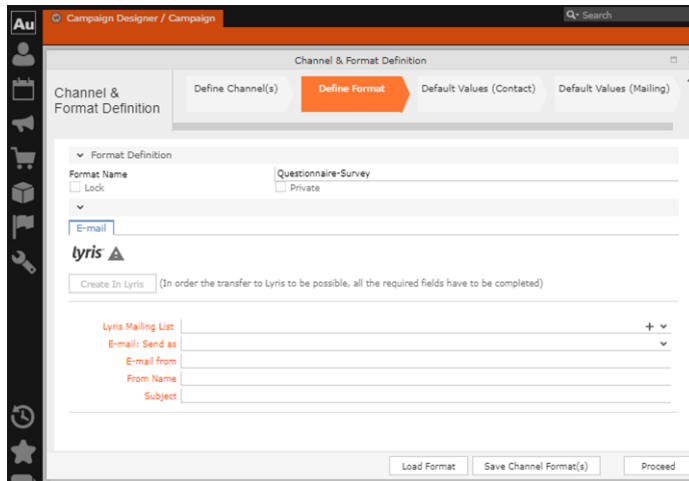 Au
Campaign Designer / Campaign
Search
Channel & Format Definition
Channel &
Format Definition
Define Channel(s)
Define Format
Default Values (Contact)
Default Values (Mailing)
Format Definition
Format Name
Questionnaire-Survey
Lock
Private
E-mail
lyris
Create In Lyris
(In order the transfer to Lyris to be possible, all the required fields have to be completed)
Lyris Mailing List
E-mail: Send as
E-mail from
From Name
Subject
Load Format
Save Channel Format(s)
Proceed